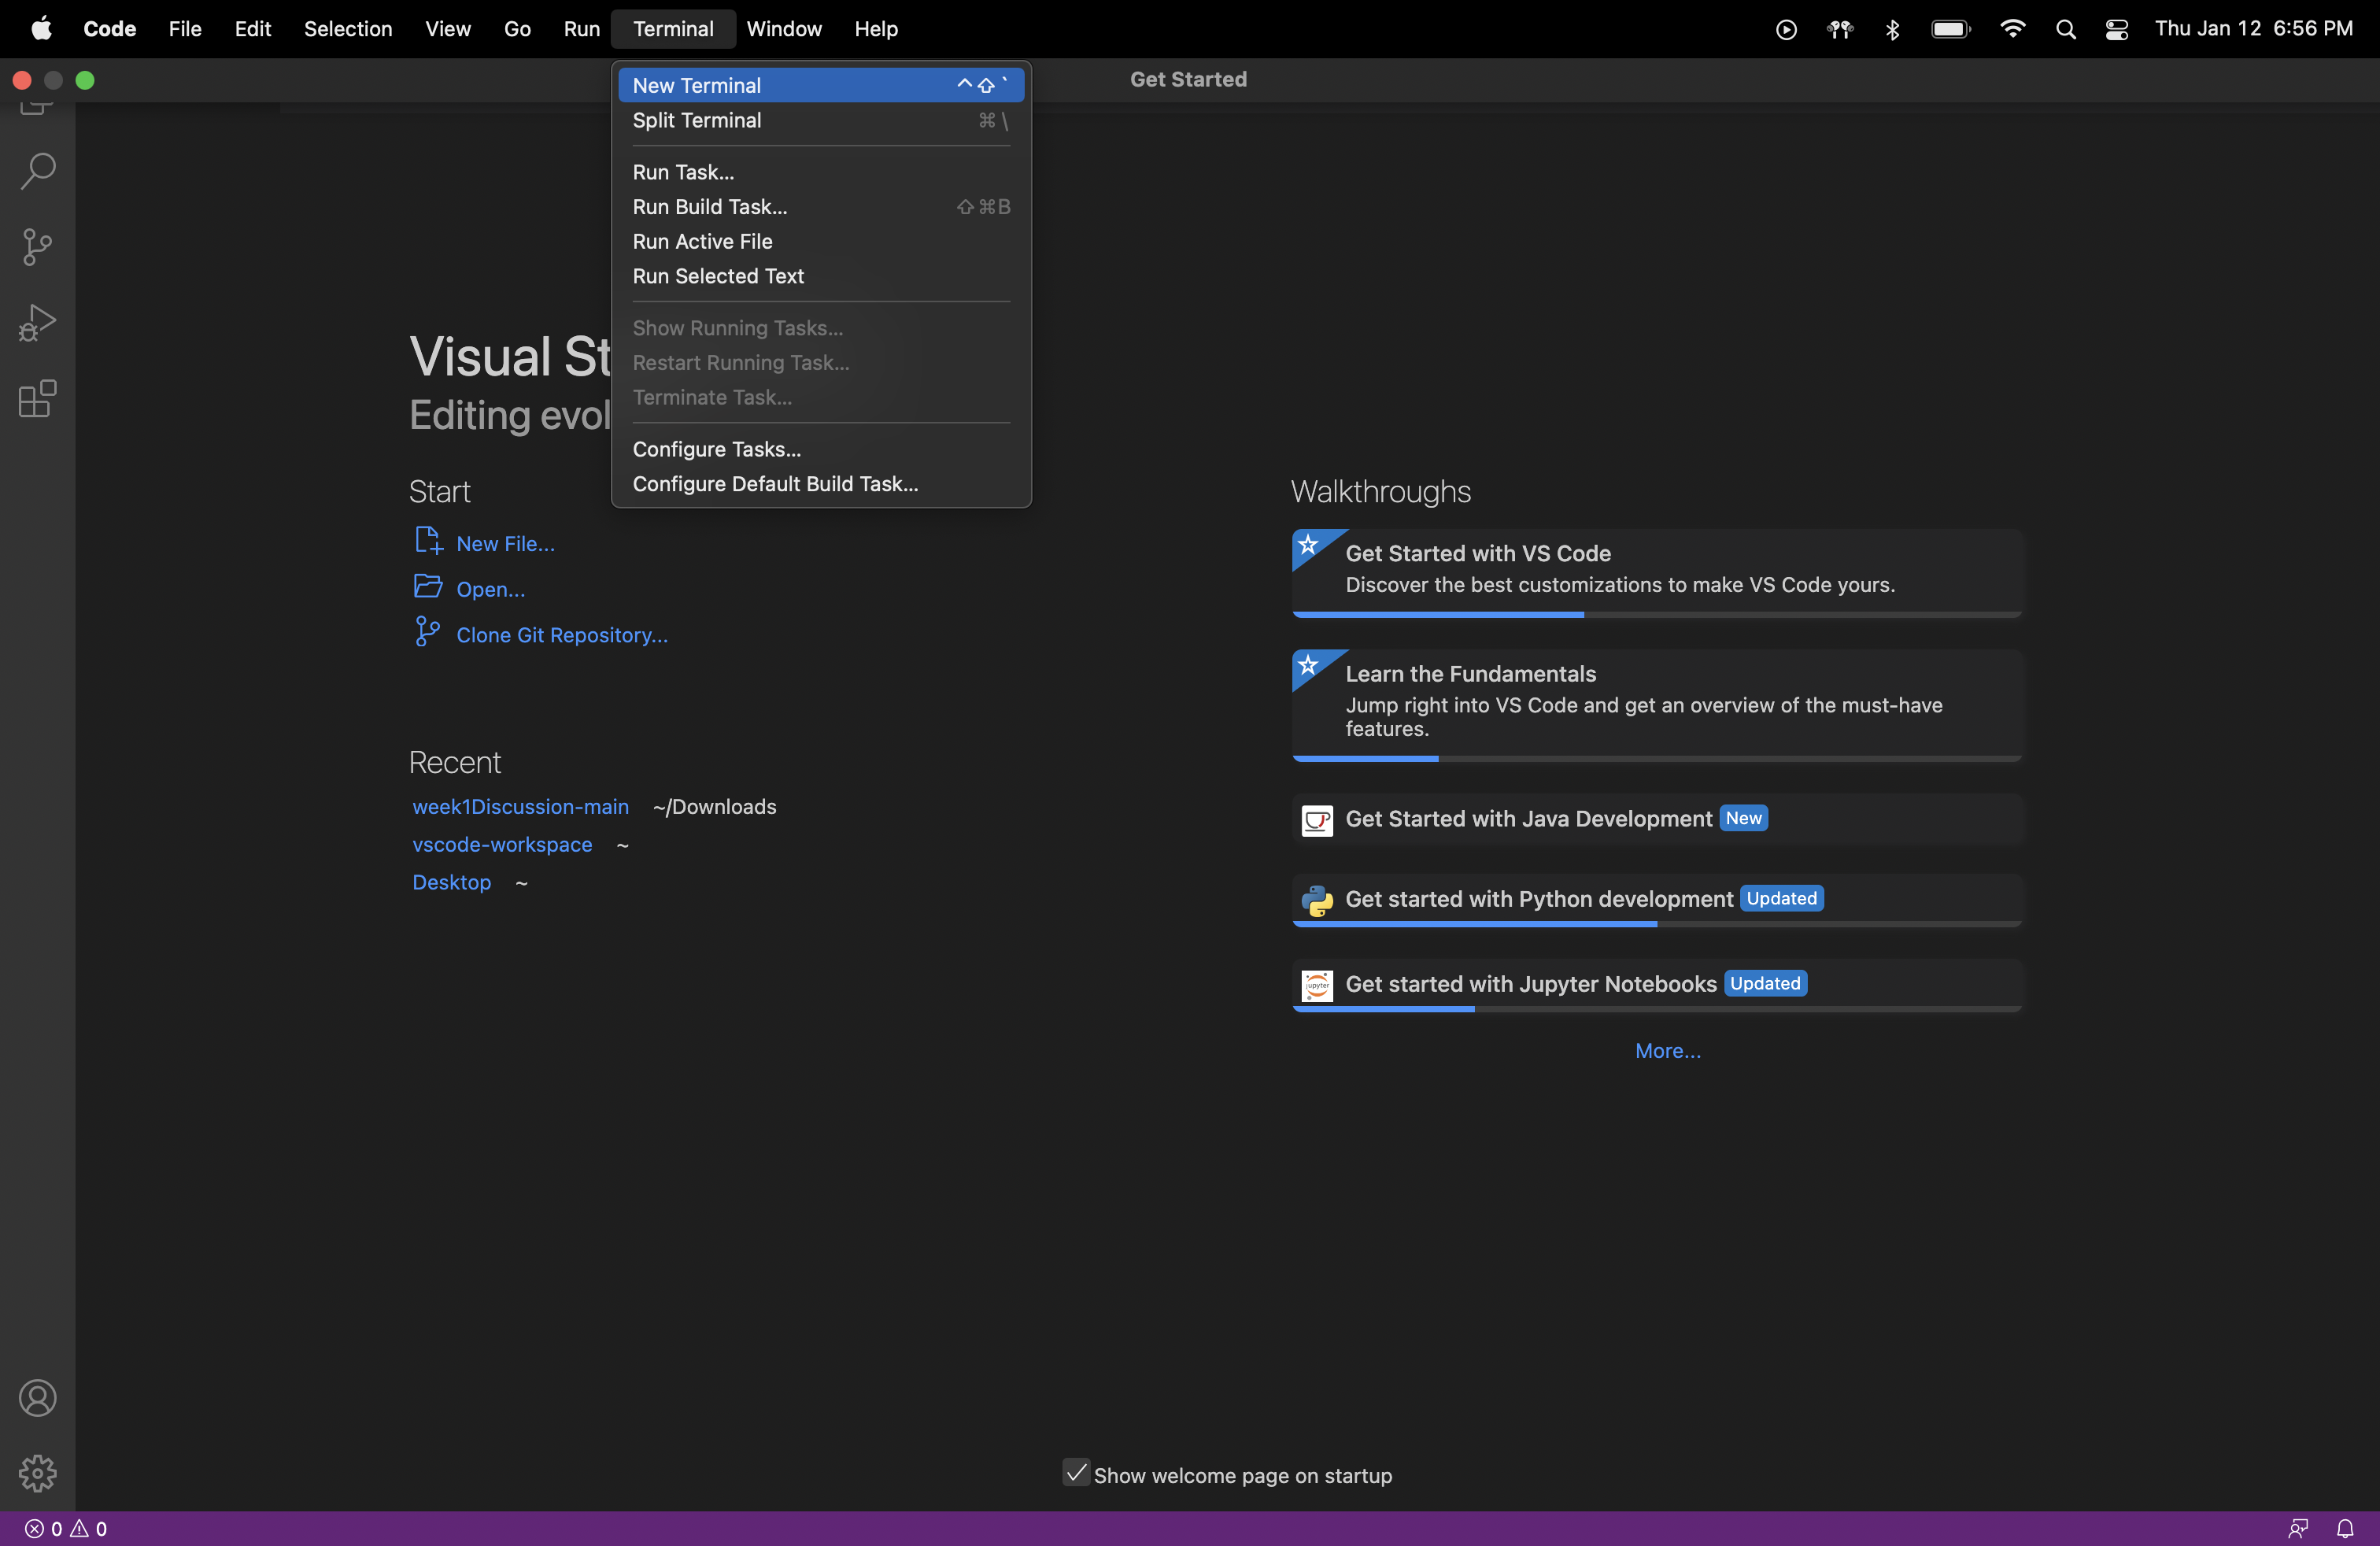 Code File Edit Selection View Go Run Terminal Window Help Thu Jan 12 6:56 PM
Get Started
New Terminal ^⇧`
Split Terminal ⌘\
Run Task...
Run Build Task... ⇧⌘B
Run Active File
Run Selected Text
Show Running Tasks...
Restart Running Task...
Terminate Task...
Configure Tasks...
Configure Default Build Task...
Visual St
Editing evol
Start
New File...
Open...
Clone Git Repository...
Recent
week1Discussion-main ~/Downloads
vscode-workspace ~
Desktop ~
Walkthroughs
Get Started with VS Code
Discover the best customizations to make VS Code yours.
Learn the Fundamentals
Jump right into VS Code and get an overview of the must-have
features.
Get Started with Java Development New
Get started with Python development Updated
jupyter
Get started with Jupyter Notebooks Updated
More...
Show welcome page on startup
0 0